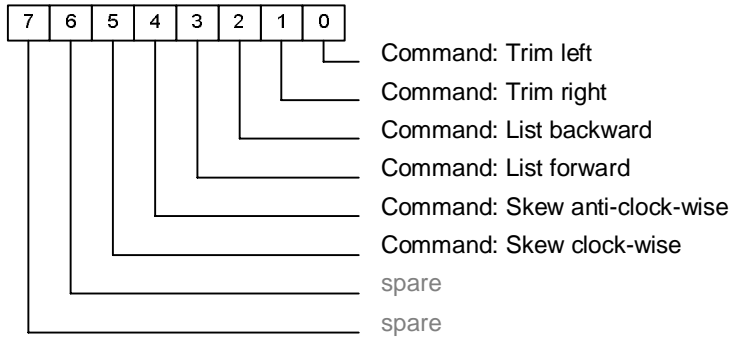 7 6 5 4 3 2 1 0
Command: Trim left
Command: Trim right
Command: List backward
Command: List forward
Command: Skew anti-clock-wise
Command: Skew clock-wise
spare
spare